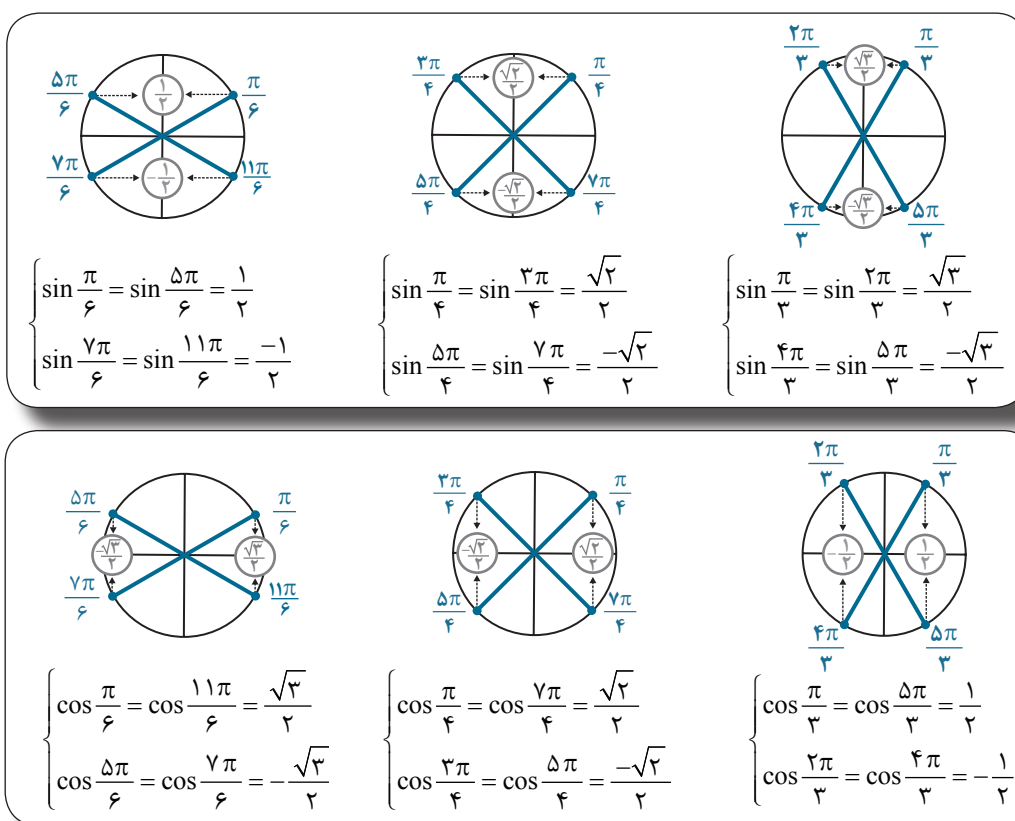 ۵π/۶ ۱/۲ π/۶
۷π/۶ -۱/۲ ۱۱π/۶
{ sin π/۶ = sin ۵π/۶ = ۱/۲
sin ۷π/۶ = sin ۱۱π/۶ = -۱/۲
۳π/۴ √۲/۲ π/۴
۵π/۴ -√۲/۲ ۷π/۴
{ sin π/۴ = sin ۳π/۴ = √۲/۲
sin ۵π/۴ = sin ۷π/۴ = -√۲/۲
۲π/۳ √۳/۲ π/۳
۴π/۳ -√۳/۲ ۵π/۳
{ sin π/۳ = sin ۲π/۳ = √۳/۲
sin ۴π/۳ = sin ۵π/۳ = -√۳/۲
۵π/۶ π/۶
-√۳/۲ √۳/۲
۷π/۶ ۱۱π/۶
{ cos π/۶ = cos ۱۱π/۶ = √۳/۲
cos ۵π/۶ = cos ۷π/۶ = -√۳/۲
۳π/۴ π/۴
-√۲/۲ √۲/۲
۵π/۴ ۷π/۴
{ cos π/۴ = cos ۷π/۴ = √۲/۲
cos ۳π/۴ = cos ۵π/۴ = -√۲/۲
۲π/۳ π/۳
-۱/۲ ۱/۲
۴π/۳ ۵π/۳
{ cos π/۳ = cos ۵π/۳ = ۱/۲
cos ۲π/۳ = cos ۴π/۳ = -۱/۲